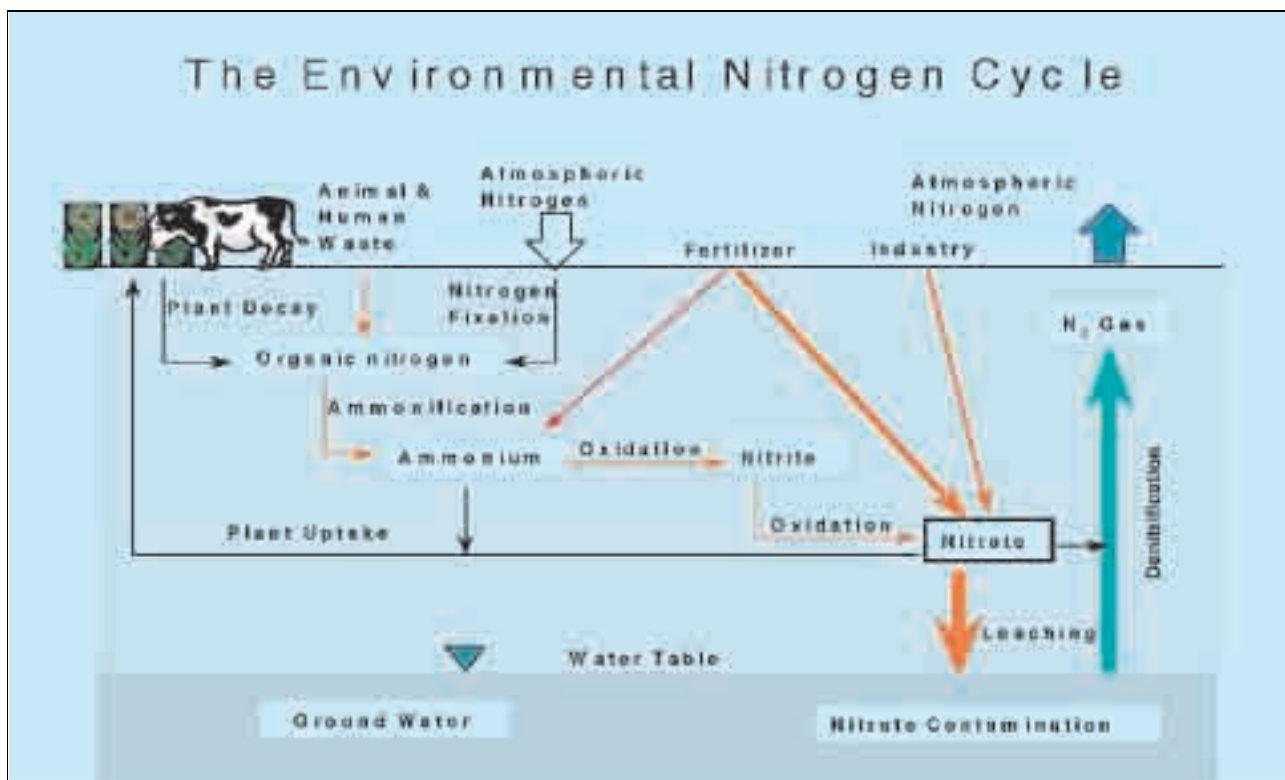 The Environmental Nitrogen Cycle
Animal &
Human
Waste
Atmospheric
Nitrogen
Atmospheric
Nitrogen
Fertilizer
Industry
Plant Decay
Nitrogen
Fixation
N2 Gas
Organic nitrogen
Ammonification
Ammonium
Oxidation
Nitrite
Plant Uptake
Oxidation
Nitrate
Denitrification
Leaching
Water Table
Ground Water
Nitrate Contamination